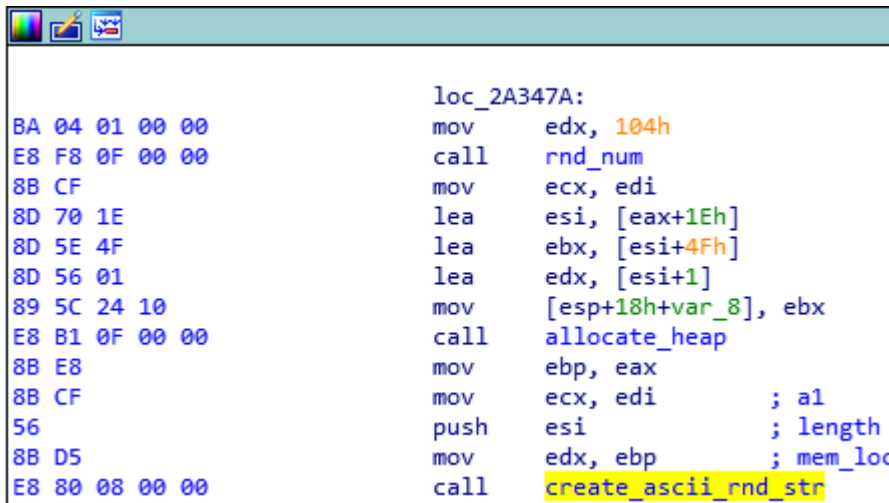 loc_2A347A:
BA 04 01 00 00 mov edx, 104h
E8 F8 0F 00 00 call rnd_num
8B CF mov ecx, edi
8D 70 1E lea esi, [eax+1Eh]
8D 5E 4F lea ebx, [esi+4Fh]
8D 56 01 lea edx, [esi+1]
89 5C 24 10 mov [esp+18h+var_8], ebx
E8 B1 0F 00 00 call allocate_heap
8B E8 mov ebp, eax
8B CF mov ecx, edi ; a1
56 push esi ; length
8B D5 mov edx, ebp ; mem_loc
E8 80 08 00 00 call create_ascii_rnd_str